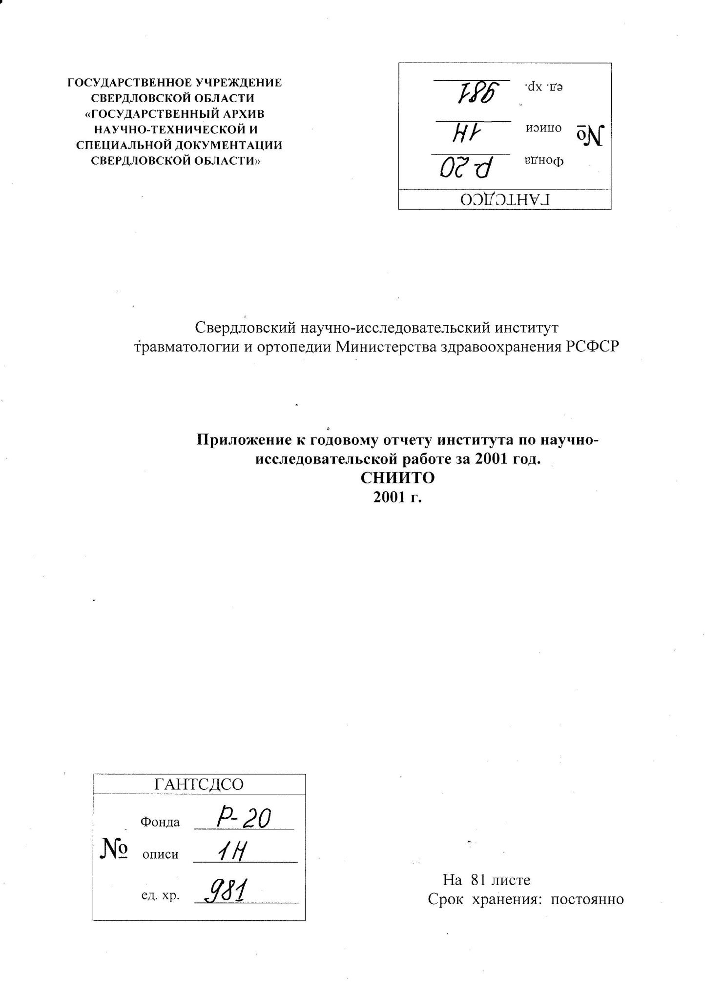 ГОСУДАРСТВЕННОЕ УЧРЕЖДЕНИЕ
СВЕРДЛОВСКОЙ ОБЛАСТИ
«ГОСУДАРСТВЕННЫЙ АРХИВ
НАУЧНО-ТЕХНИЧЕСКОЙ И
СПЕЦИАЛЬНОЙ ДОКУМЕНТАЦИИ
СВЕРДЛОВСКОЙ ОБЛАСТИ»
ГАНТСДСО
Фонда Р-20
№ описи 1Н
ед. хр. 981
Свердловский научно-исследовательский институт
травматологии и ортопедии Министерства здравоохранения РСФСР
Приложение к годовому отчету института по научно-
исследовательской работе за 2001 год.
СНИИТО
2001 г.
ГАНТСДСО
Фонда Р-20
№ описи 1Н
ед. хр. 981
На 81 листе
Срок хранения: постоянно